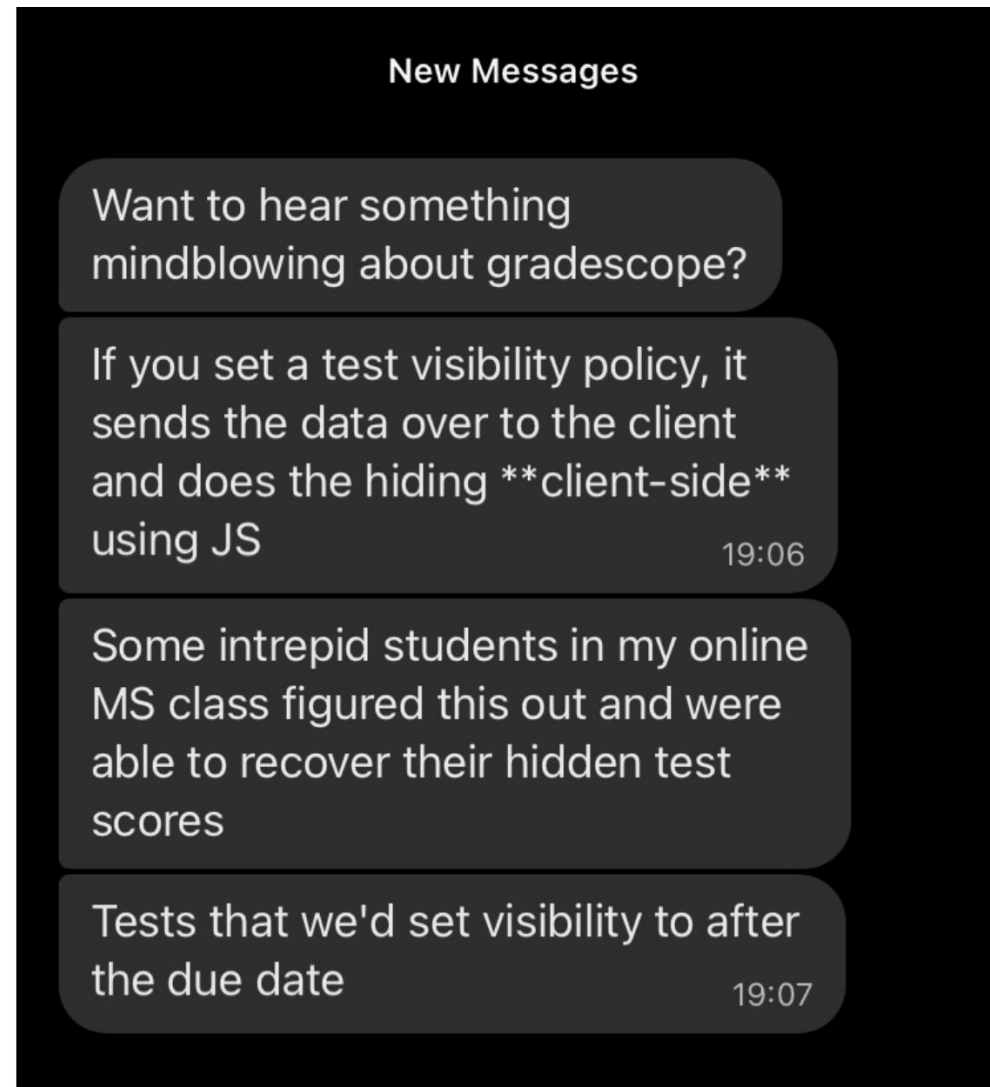 New Messages
Want to hear something
mindblowing about gradescope?
If you set a test visibility policy, it
sends the data over to the client
and does the hiding **client-side**
using JS
19:06
Some intrepid students in my online
MS class figured this out and were
able to recover their hidden test
scores
Tests that we'd set visibility to after
the due date
19:07